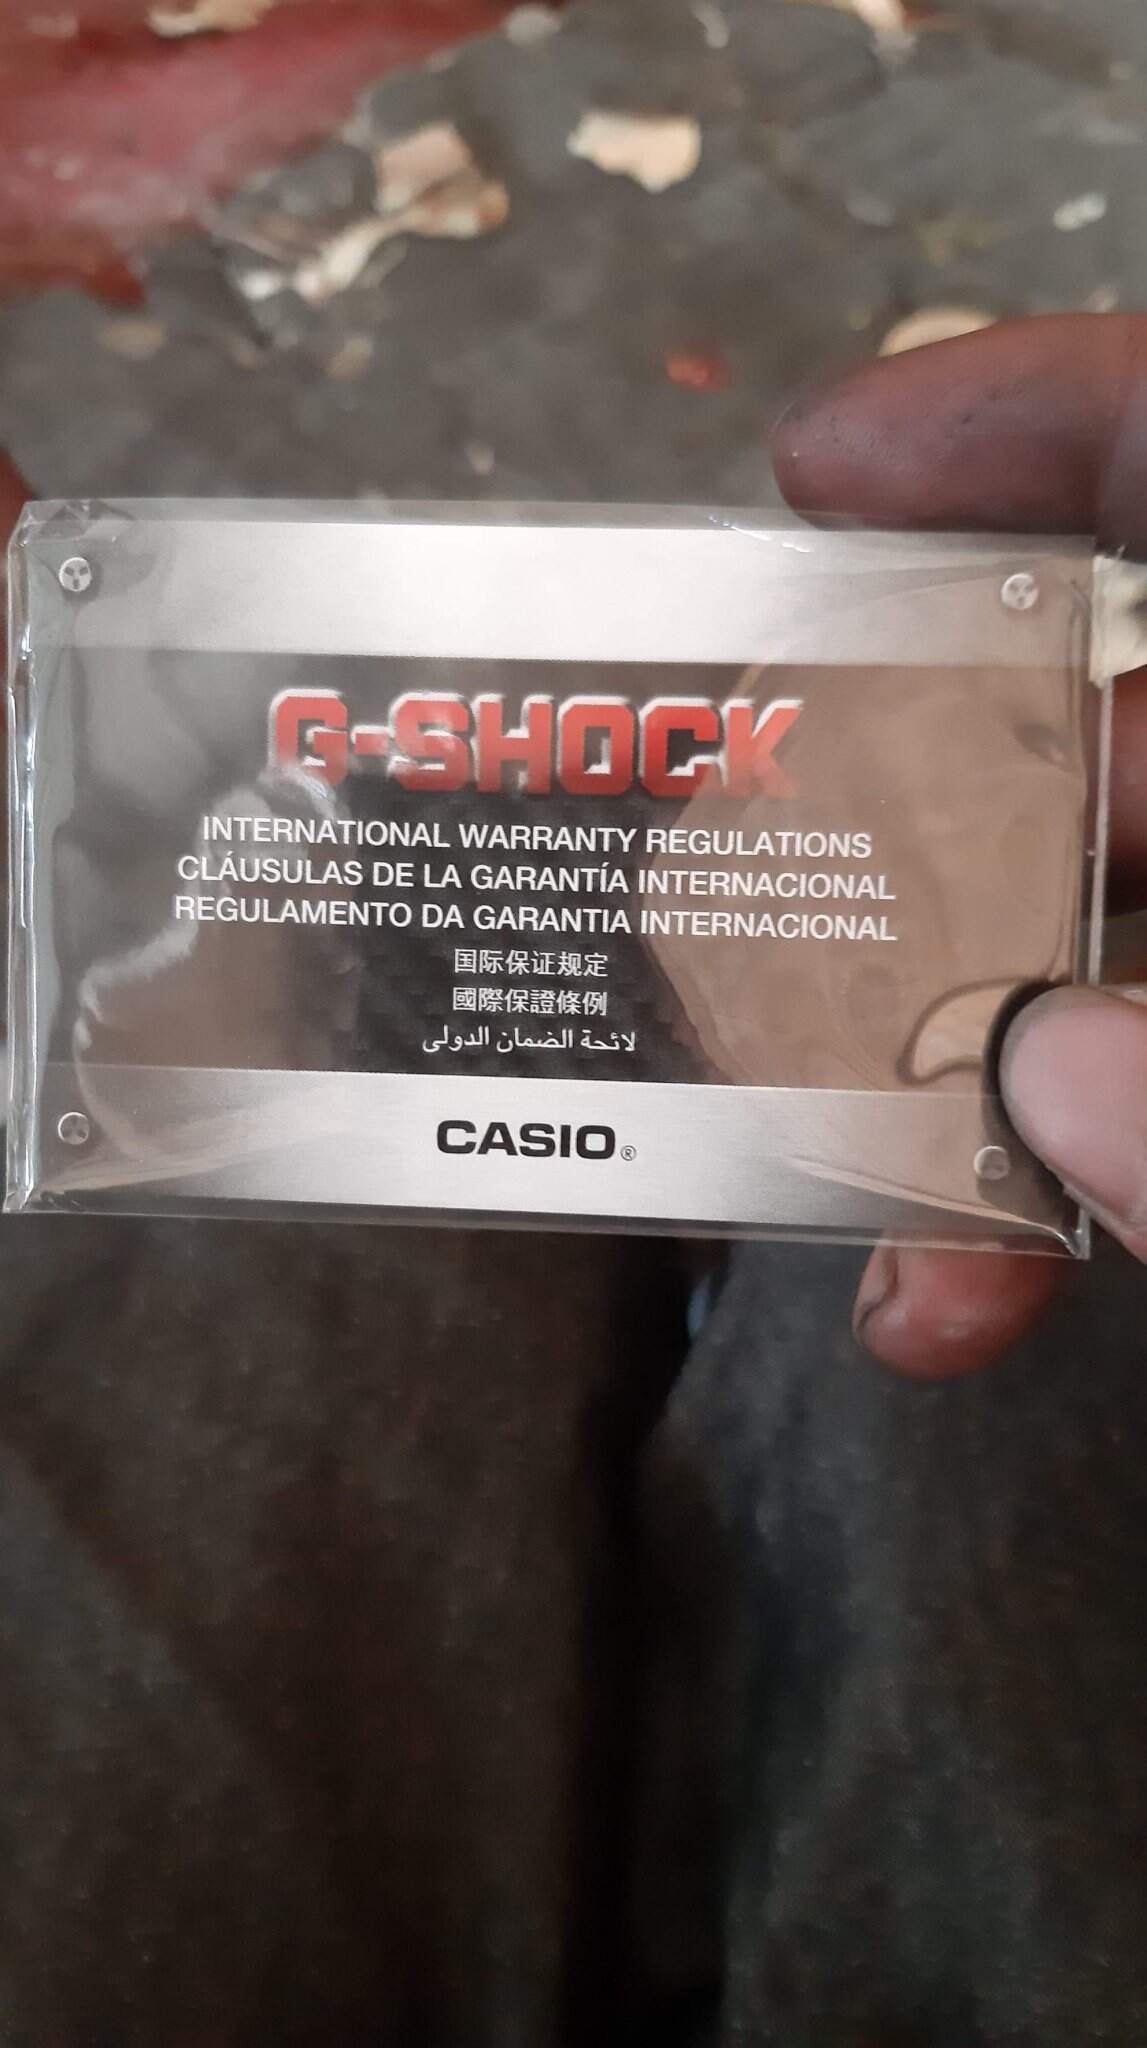 G-SHOCK
INTERNATIONAL WARRANTY REGULATIONS
CLÁUSULAS DE LA GARANTÍA INTERNACIONAL
REGULAMENTO DA GARANTIA INTERNACIONAL
国际保证规定
國際保證條例
لائحة الضمان الدولى
CASIO®